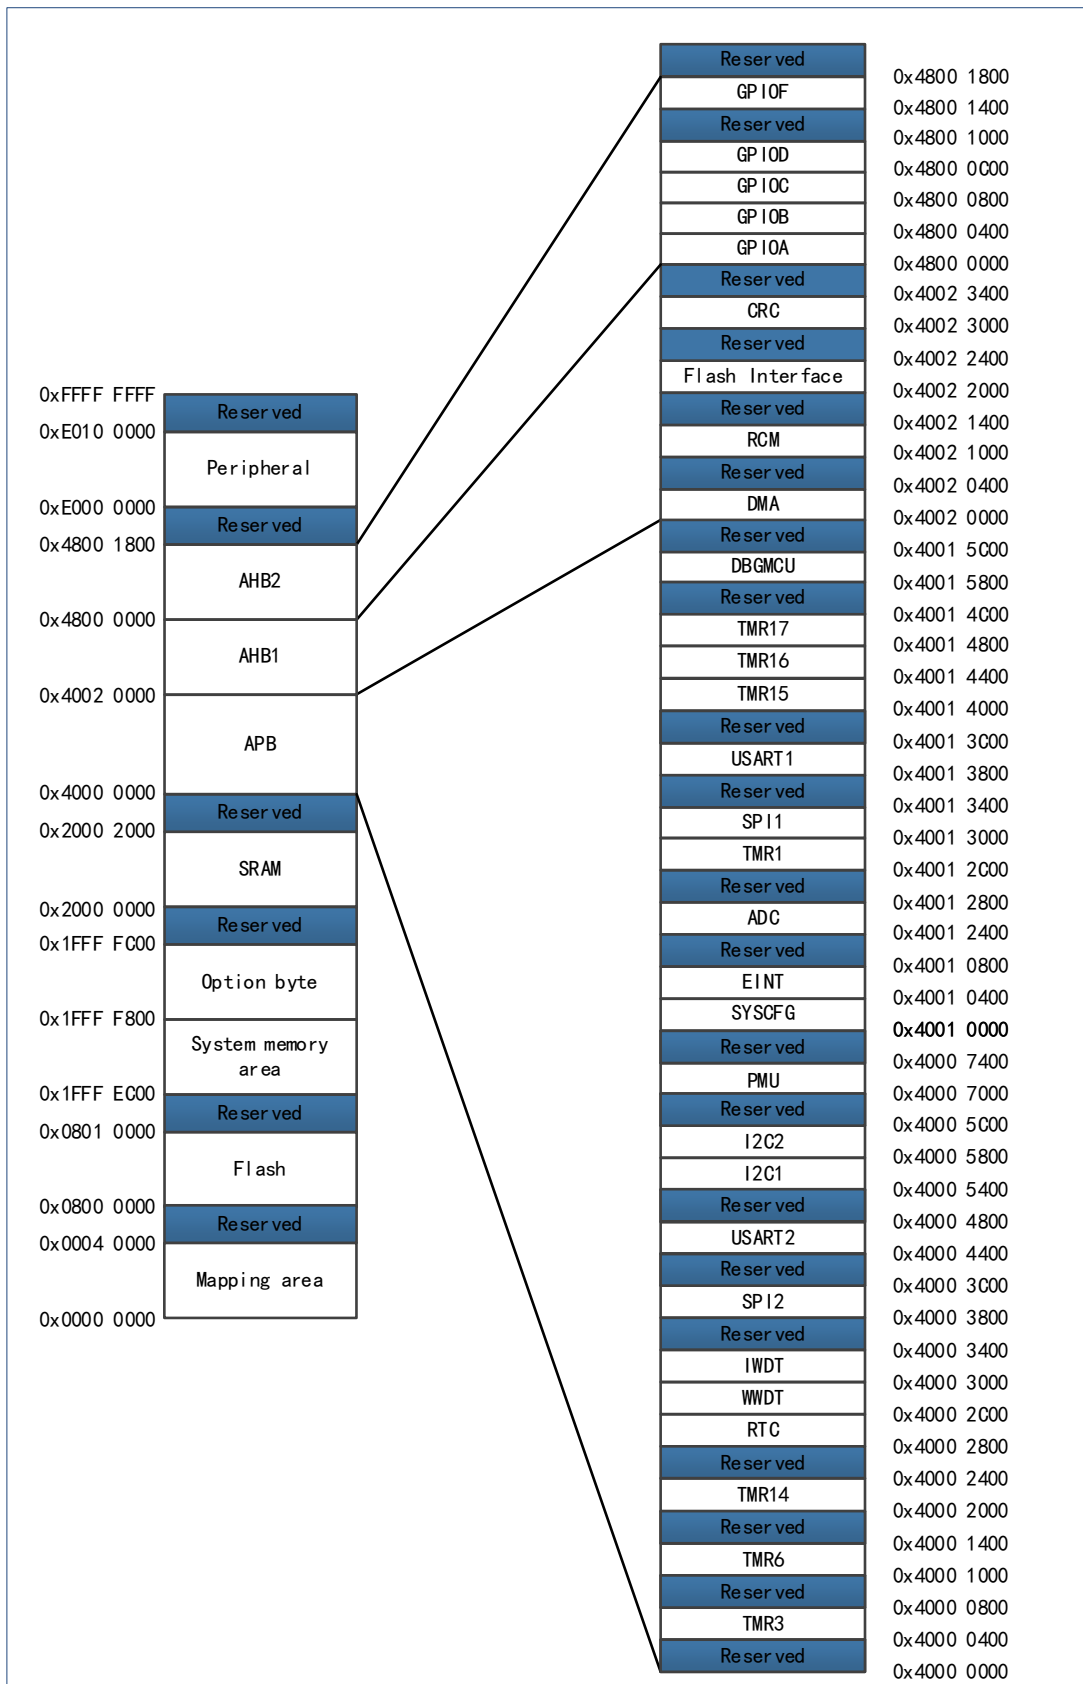 0xFFFF FFFF
Reserved
0xE010 0000
Peripheral
0xE000 0000
Reserved
0x4800 1800
AHB2
0x4800 0000
AHB1
0x4002 0000
APB
0x4000 0000
Reserved
0x2000 2000
SRAM
0x2000 0000
Reserved
0x1FFF FC00
Option byte
0x1FFF F800
System memory
area
0x1FFF EC00
Reserved
0x0801 0000
Flash
0x0800 0000
Reserved
0x0004 0000
Mapping area
0x0000 0000
Reserved
0x4800 1800
GPIOF
0x4800 1400
Reserved
0x4800 1000
GPIOD
0x4800 0C00
GPIOC
0x4800 0800
GPIOB
0x4800 0400
GPIOA
0x4800 0000
Reserved
0x4002 3400
CRC
0x4002 3000
Reserved
0x4002 2400
Flash Interface
0x4002 2000
Reserved
0x4002 1400
RCM
0x4002 1000
Reserved
0x4002 0400
DMA
0x4002 0000
Reserved
0x4001 5C00
DBGMCU
0x4001 5800
Reserved
0x4001 4C00
TMR17
0x4001 4800
TMR16
0x4001 4400
TMR15
0x4001 4000
Reserved
0x4001 3C00
USART1
0x4001 3800
Reserved
0x4001 3400
SPI1
0x4001 3000
TMR1
0x4001 2C00
Reserved
0x4001 2800
ADC
0x4001 2400
Reserved
0x4001 0800
EINT
0x4001 0400
SYSCFG
0x4001 0000
Reserved
0x4000 7400
PMU
0x4000 7000
Reserved
0x4000 5C00
I2C2
0x4000 5800
I2C1
0x4000 5400
Reserved
0x4000 4800
USART2
0x4000 4400
Reserved
0x4000 3C00
SPI2
0x4000 3800
Reserved
0x4000 3400
IWDT
0x4000 3000
WWDT
0x4000 2C00
RTC
0x4000 2800
Reserved
0x4000 2400
TMR14
0x4000 2000
Reserved
0x4000 1400
TMR6
0x4000 1000
Reserved
0x4000 0800
TMR3
0x4000 0400
Reserved
0x4000 0000